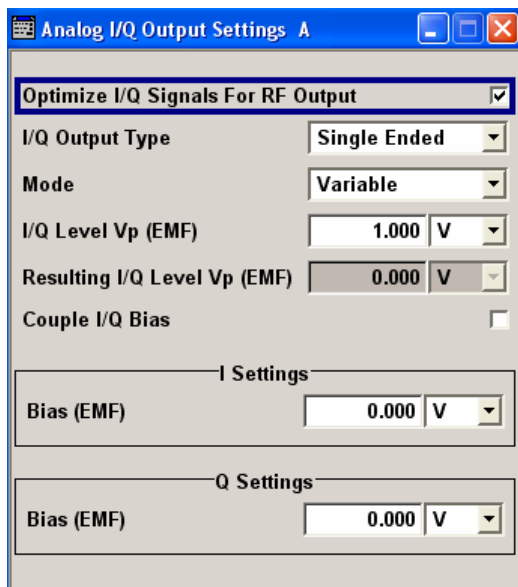 Analog I/Q Output Settings A
Optimize I/Q Signals For RF Output
I/Q Output Type Single Ended
Mode Variable
I/Q Level Vp (EMF) 1.000 V
Resulting I/Q Level Vp (EMF) 0.000 V
Couple I/Q Bias
I Settings
Bias (EMF) 0.000 V
Q Settings
Bias (EMF) 0.000 V